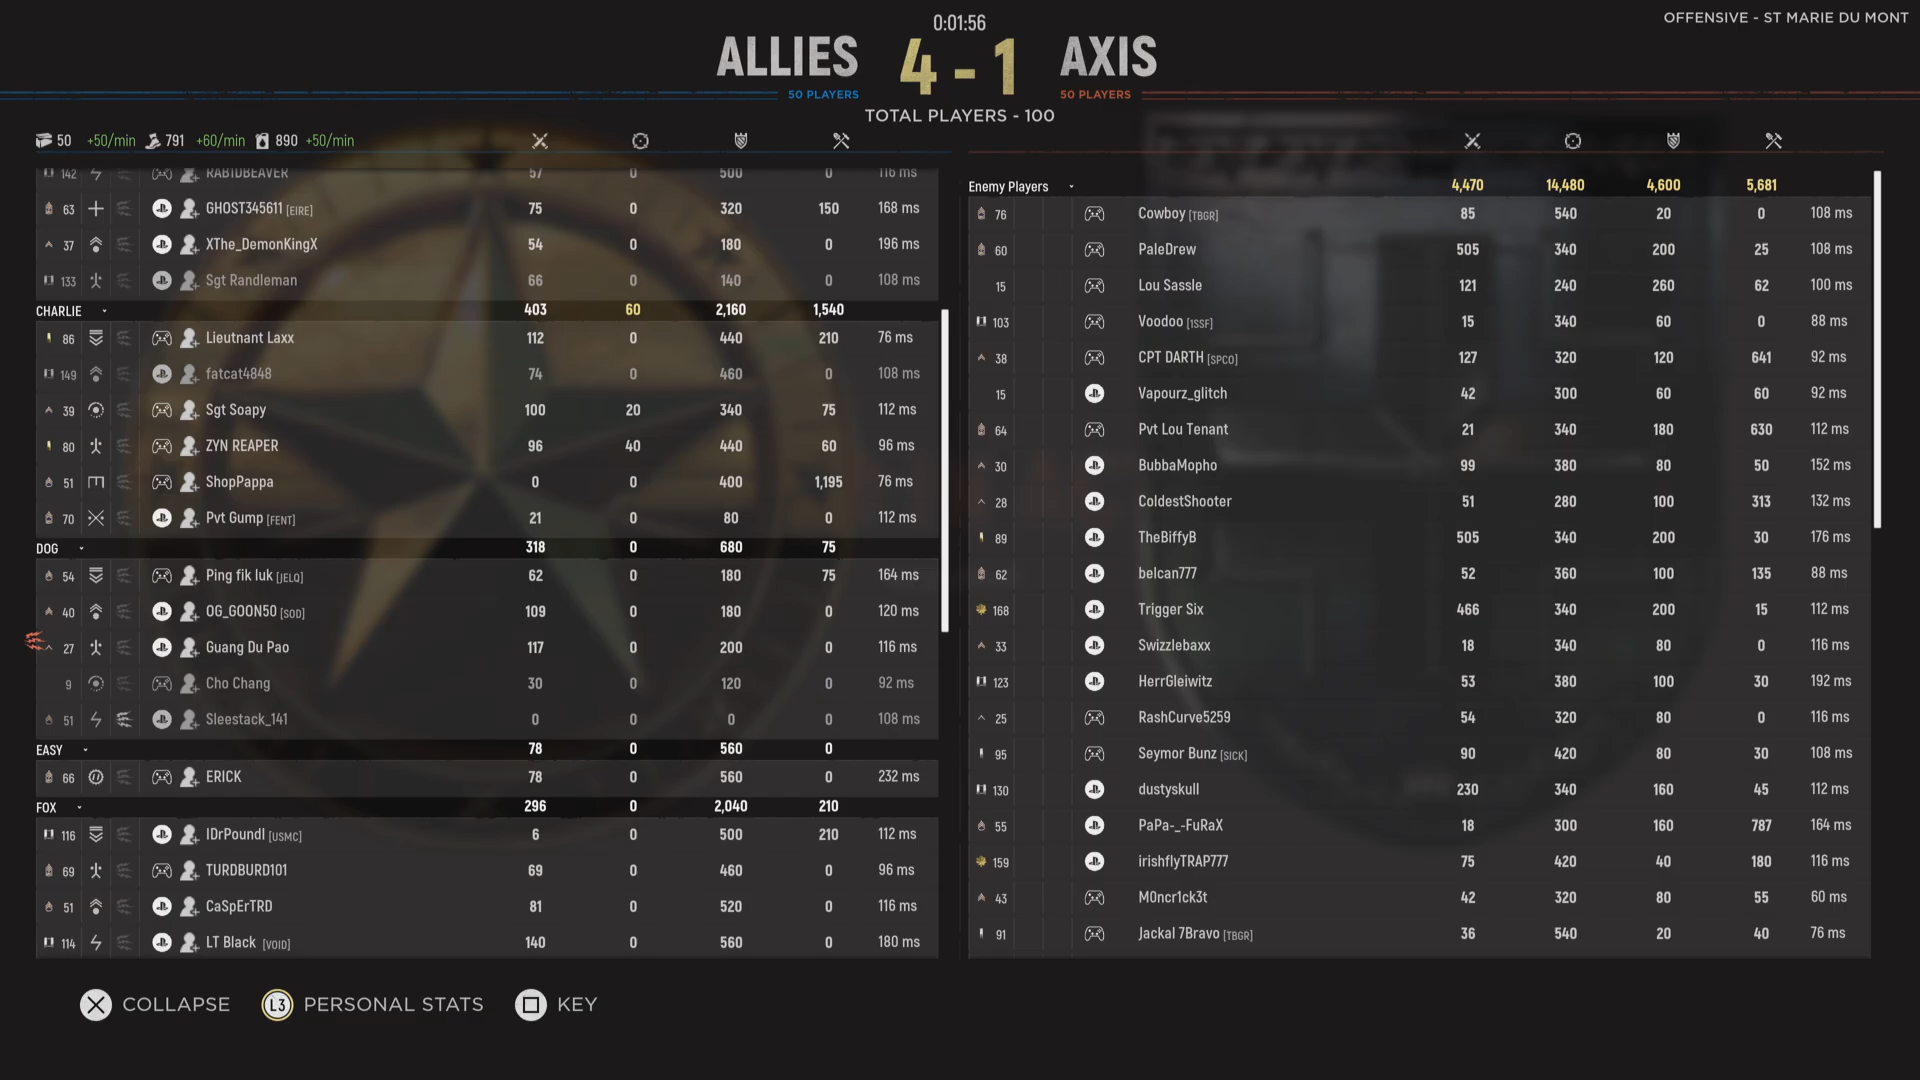 OFFENSIVE - ST MARIE DU MONT
0:01:56
ALLIES 4 - 1 AXIS
50 PLAYERS 50 PLAYERS
TOTAL PLAYERS - 100
50 +50/min 791 +60/min 890 +50/min
142 RABIDBEAVER 57 0 500 0 116 ms
63 GHOST345611 [EIRE] 75 0 320 150 168 ms
37 XThe_DemonKingX 54 0 180 0 196 ms
133 Sgt Randleman 66 0 140 0 108 ms
CHARLIE 403 60 2,160 1,540
86 Lieutnant Laxx 112 0 440 210 76 ms
149 fatcat4848 74 0 460 0 108 ms
39 Sgt Soapy 100 20 340 75 112 ms
80 ZYN REAPER 96 40 440 60 96 ms
51 ShopPappa 0 0 400 1,195 76 ms
70 Pvt Gump [FENT] 21 0 80 0 112 ms
DOG 318 0 680 75
54 Ping fik luk [JELQ] 62 0 180 75 164 ms
40 OG_GOON50 [SOD] 109 0 180 0 120 ms
27 Guang Du Pao 117 0 200 0 116 ms
9 Cho Chang 30 0 120 0 92 ms
51 Sleestack_141 0 0 0 0 108 ms
EASY 78 0 560 0
66 ERICK 78 0 560 0 232 ms
FOX 296 0 2,040 210
116 IDrPoundI [USMC] 6 0 500 210 112 ms
69 TURDBURD101 69 0 460 0 96 ms
51 CaSpErTRD 81 0 520 0 116 ms
114 LT Black [VOID] 140 0 560 0 180 ms
Enemy Players 4,470 14,480 4,600 5,681
76 Cowboy [TBGR] 85 540 20 0 108 ms
60 PaleDrew 505 340 200 25 108 ms
15 Lou Sassle 121 240 260 62 100 ms
103 Voodoo [1SSF] 15 340 60 0 88 ms
38 CPT DARTH [SPCO] 127 320 120 641 92 ms
15 Vapourz_glitch 42 300 60 60 92 ms
64 Pvt Lou Tenant 21 340 180 630 112 ms
30 BubbaMopho 99 380 80 50 152 ms
28 ColdestShooter 51 280 100 313 132 ms
89 TheBiffyB 505 340 200 30 176 ms
62 belcan777 52 360 100 135 88 ms
168 Trigger Six 466 340 200 15 112 ms
33 Swizzlebaxx 18 340 80 0 116 ms
123 HerrGleiwitz 53 380 100 30 192 ms
25 RashCurve5259 54 320 80 0 116 ms
95 Seymor Bunz [SICK] 90 420 80 30 108 ms
130 dustyskull 230 340 160 45 112 ms
55 PaPa-_-FuRaX 18 300 160 787 164 ms
159 irishflyTRAP777 75 420 40 180 116 ms
43 M0ncr1ck3t 42 320 80 55 60 ms
91 Jackal 7Bravo [TBGR] 36 540 20 40 76 ms
COLLAPSE L3 PERSONAL STATS KEY